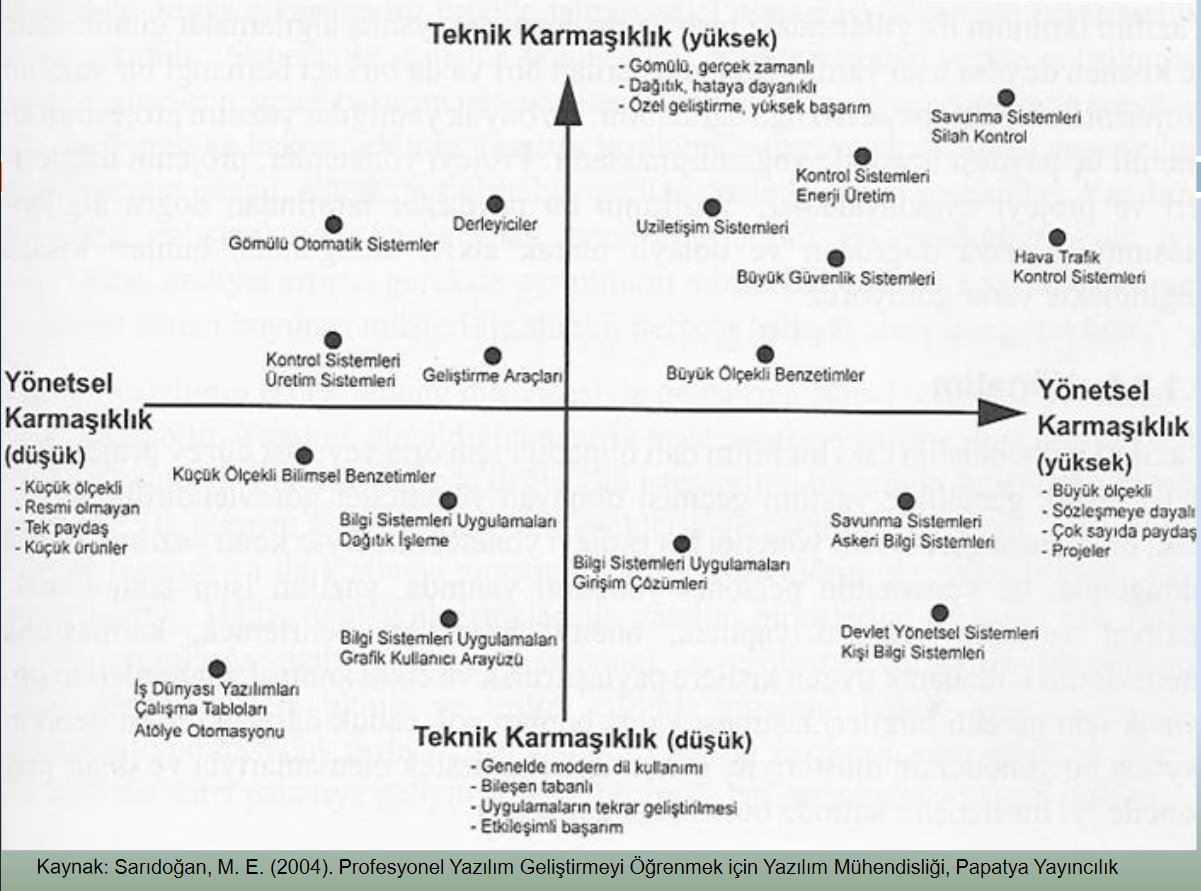 Teknik Karmaşıklık (yüksek)
- Gömülü, gerçek zamanlı
- Dağıtık, hataya dayanıklı
- Özel geliştirme, yüksek başarım
Savunma Sistemleri
Silah Kontrol
Kontrol Sistemleri
Enerji Üretim
Derleyiciler
Uziletişim Sistemleri
Gömülü Otomatik Sistemler
Hava Trafik
Kontrol Sistemleri
Büyük Güvenlik Sistemleri
Kontrol Sistemleri
Üretim Sistemleri
Geliştirme Araçları
Büyük Ölçekli Benzetimler
Yönetsel
Karmaşıklık
(düşük)
- Küçük ölçekli
- Resmi olmayan
- Tek paydaş
- Küçük ürünler
Yönetsel
Karmaşıklık
(yüksek)
- Büyük ölçekli
- Sözleşmeye dayalı
- Çok sayıda paydaş
- Projeler
Küçük Ölçekli Bilimsel Benzetimler
Bilgi Sistemleri Uygulamaları
Dağıtık İşleme
Savunma Sistemleri
Askeri Bilgi Sistemleri
Bilgi Sistemleri Uygulamaları
Girişim Çözümleri
Bilgi Sistemleri Uygulamaları
Grafik Kullanıcı Arayüzü
Devlet Yönetsel Sistemleri
Kişi Bilgi Sistemleri
İş Dünyası Yazılımları
Çalışma Tabloları
Atölye Otomasyonu
Teknik Karmaşıklık (düşük)
- Genelde modern dil kullanımı
- Bileşen tabanlı
- Uygulamaların tekrar geliştirilmesi
- Etkileşimli başarım
Kaynak: Sarıdoğan, M. E. (2004). Profesyonel Yazılım Geliştirmeyi Öğrenmek için Yazılım Mühendisliği, Papatya Yayıncılık